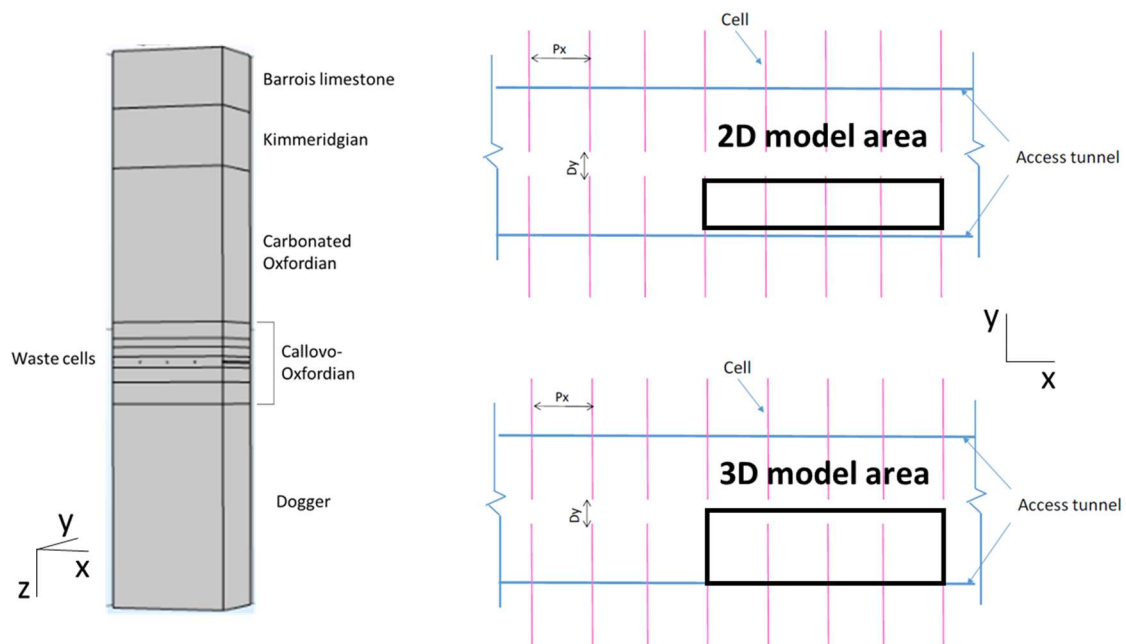 Barrois limestone
Kimmeridgian
Carbonated
Oxfordian
Waste cells
Callovo-
Oxfordian
Dogger
y
x
z
Cell
Px
2D model area
Dy
Access tunnel
y
x
Cell
Px
3D model area
Dy
Access tunnel